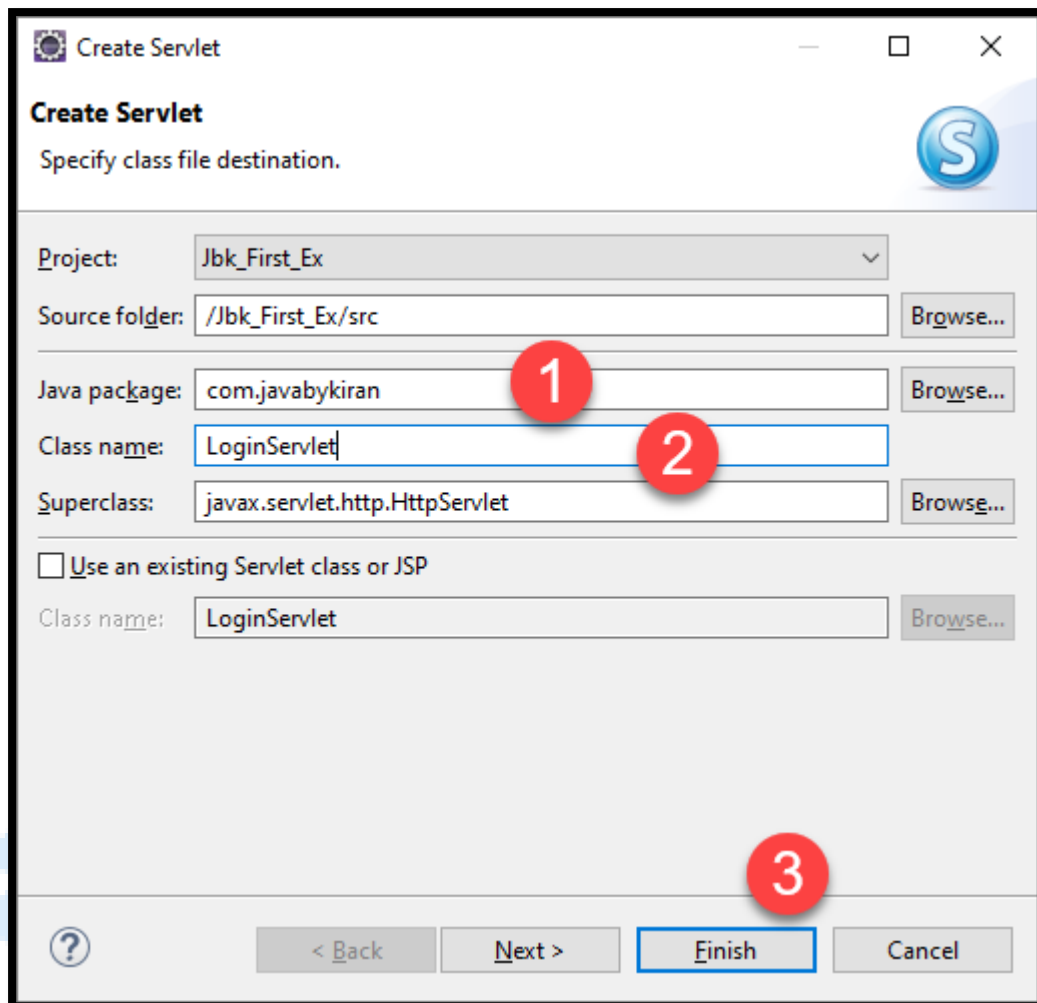 Create Servlet
Create Servlet
Specify class file destination.
S
Project: Jbk_First_Ex
Source folder: /Jbk_First_Ex/src Browse...
1
Java package: com.javabykiran Browse...
Class name: LoginServlet
2
Superclass: javax.servlet.http.HttpServlet Browse...
Use an existing Servlet class or JSP
Class name: LoginServlet Browse...
3
? < Back Next > Finish Cancel